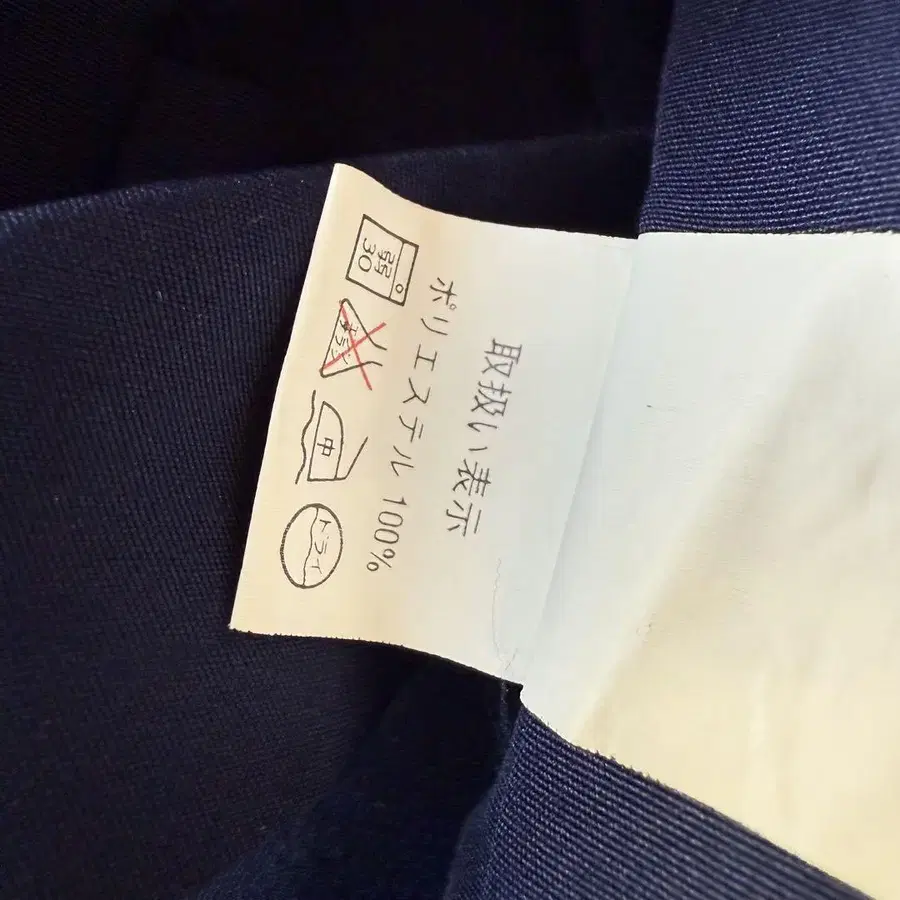 取扱い表示
ポリエステル 100%
弱
30
エンソサラシ
中
ドライ